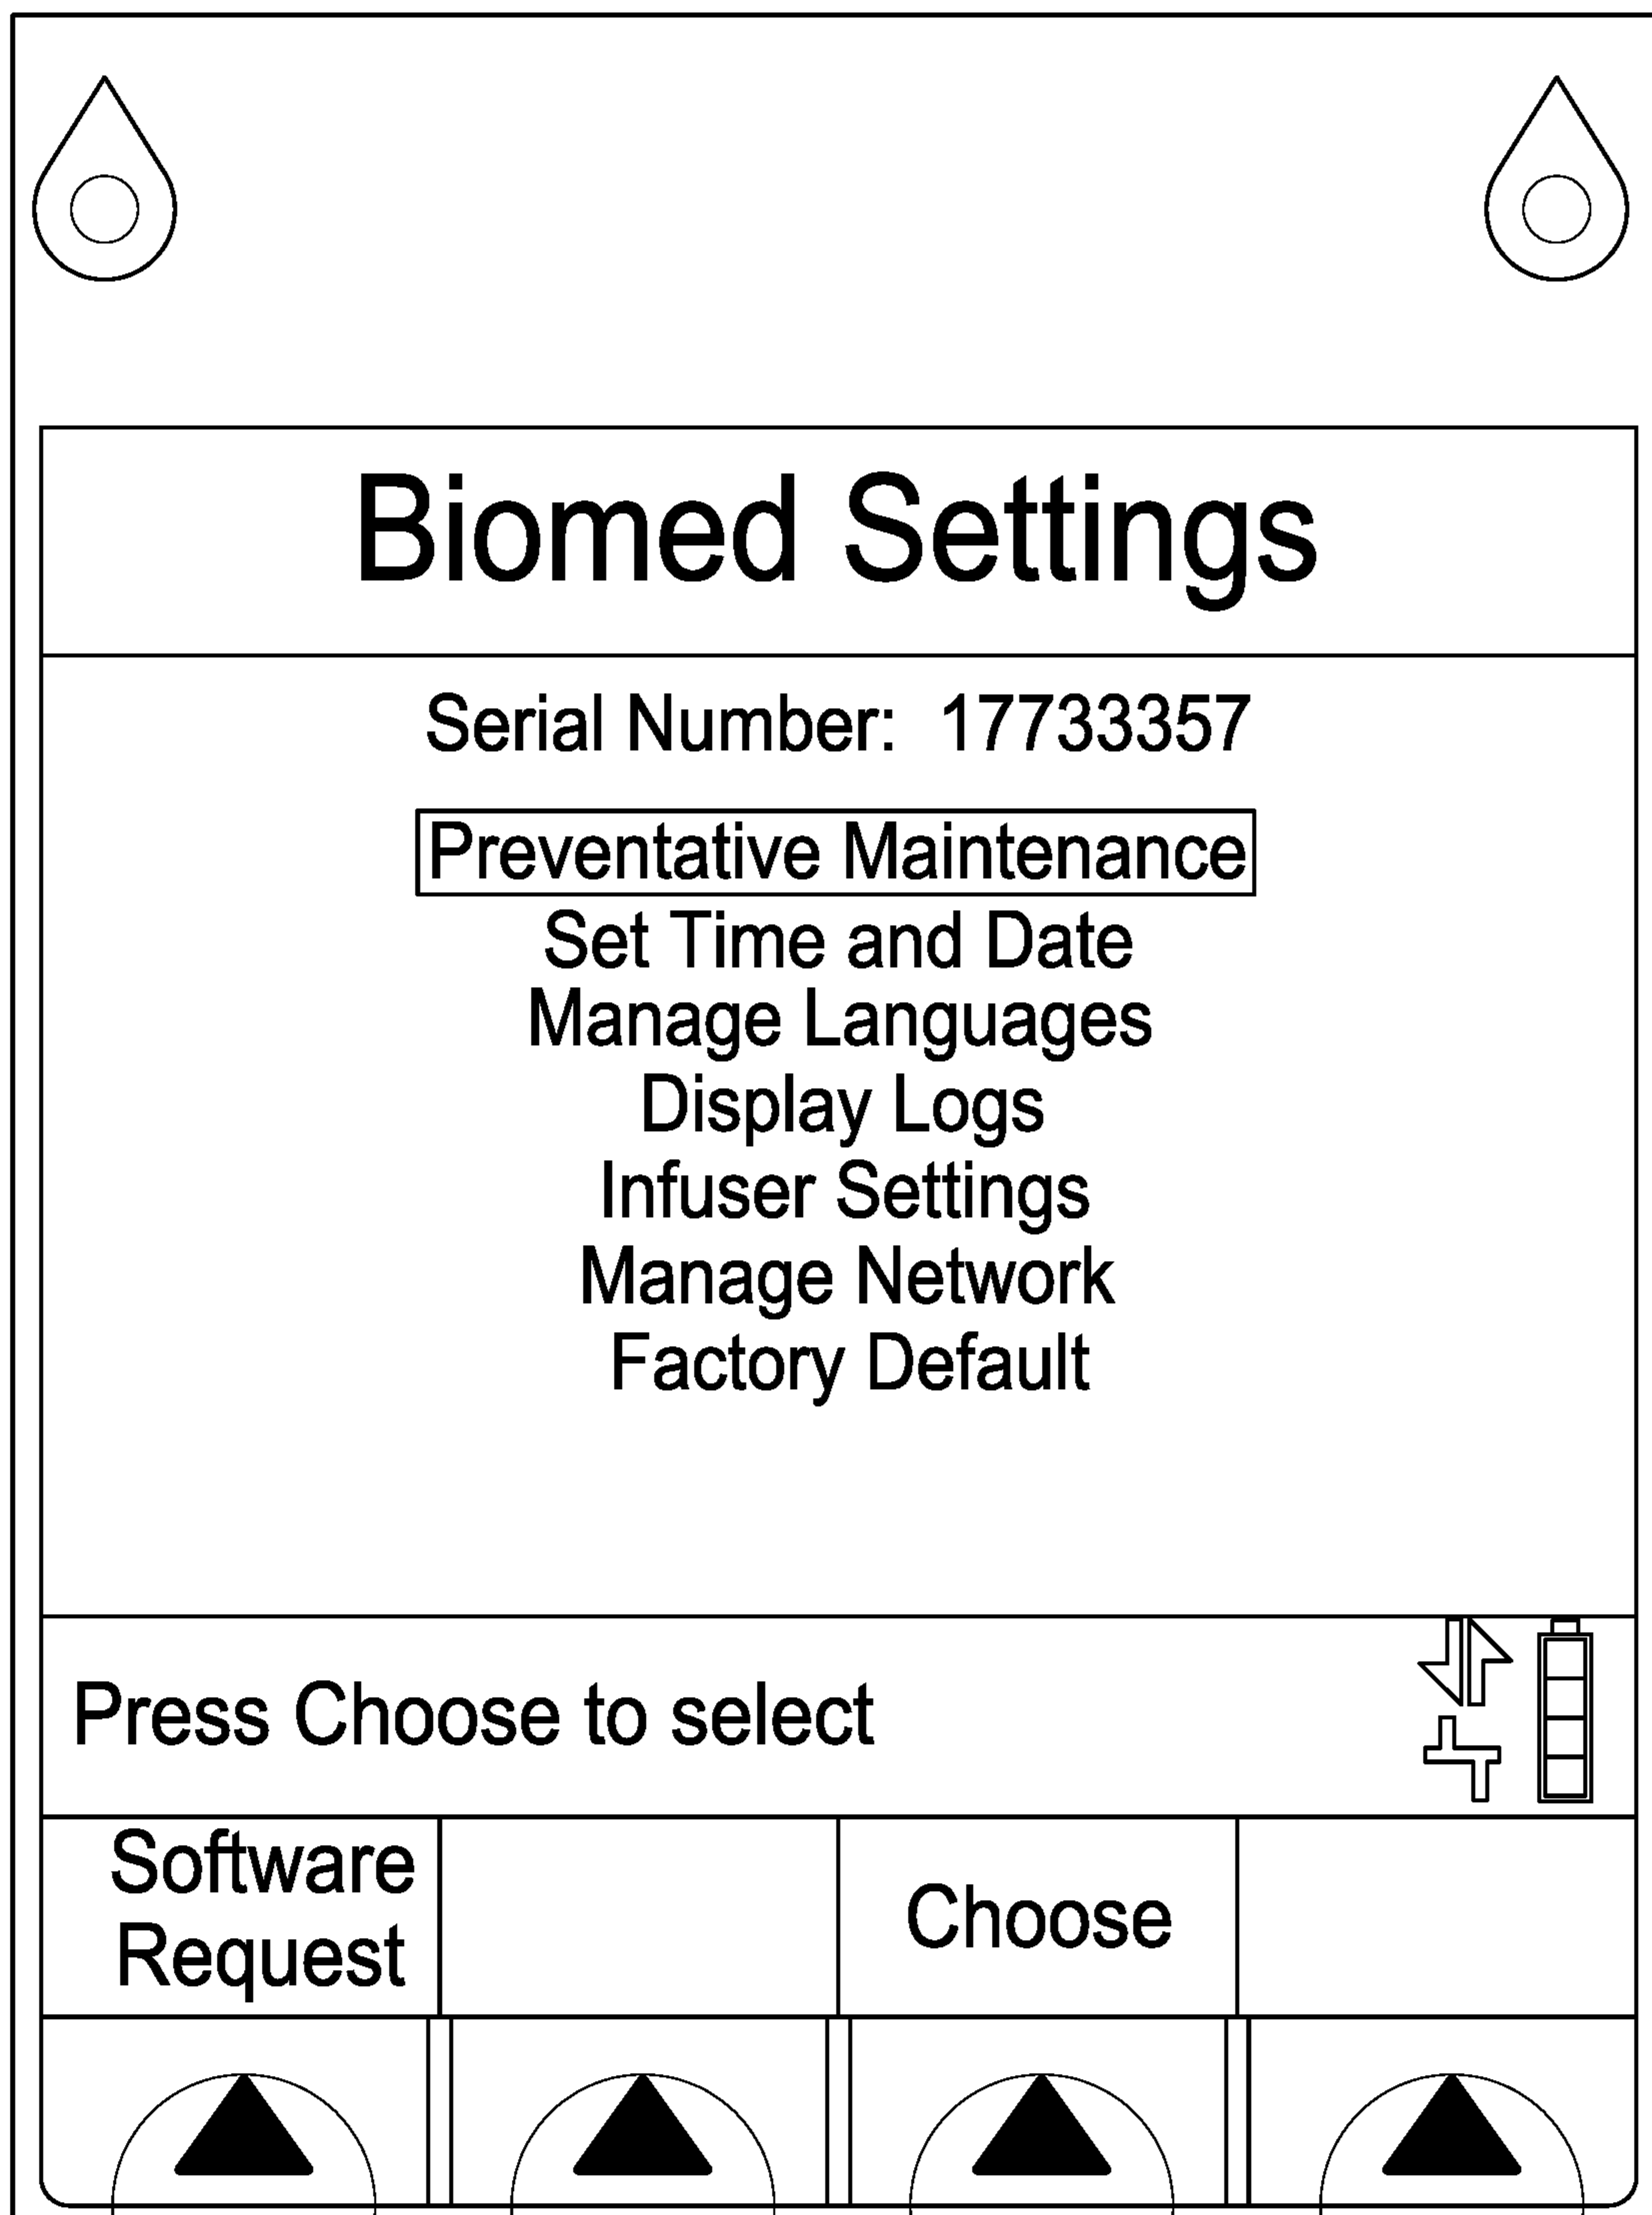 Biomed Settings
Serial Number: 17733357
Preventative Maintenance
Set Time and Date
Manage Languages
Display Logs
Infuser Settings
Manage Network
Factory Default
Press Choose to select
Software
Request
Choose